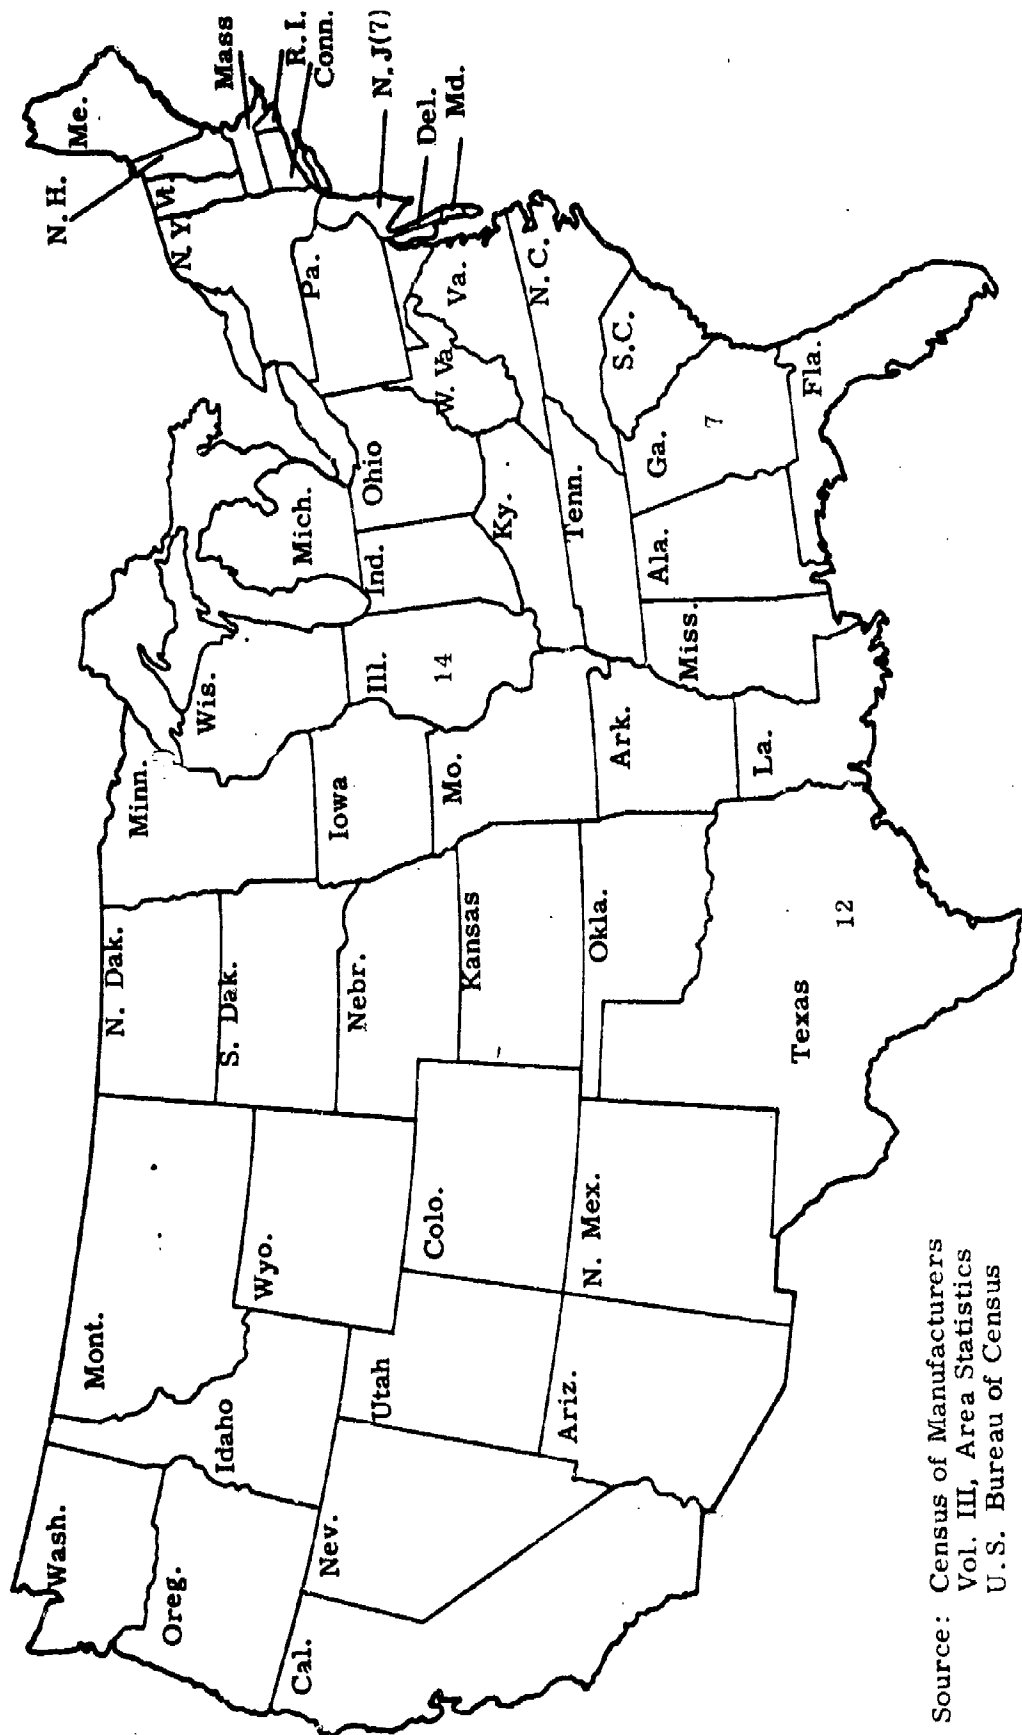 Wash.
Oreg.
Cal.
Nev.
Idaho
Mont.
Wyo.
Utah
Ariz.
Colo.
N. Mex.
N. Dak.
S. Dak.
Nebr.
Kansas
Okla.
Texas
12
Minn.
Iowa
Mo.
Ark.
La.
Wis.
Ill.
14
Mich.
Ind.
Ohio
Ky.
Tenn.
Miss.
Ala.
Ga.
7
Fla.
S.C.
N. C.
Va.
W. Va
Pa.
N. Y.
Vt.
N. H.
Me.
Mass
R. I.
Conn.
N. J(7)
Del.
Md.
Source: Census of Manufacturers
Vol. III, Area Statistics
U.S. Bureau of Census